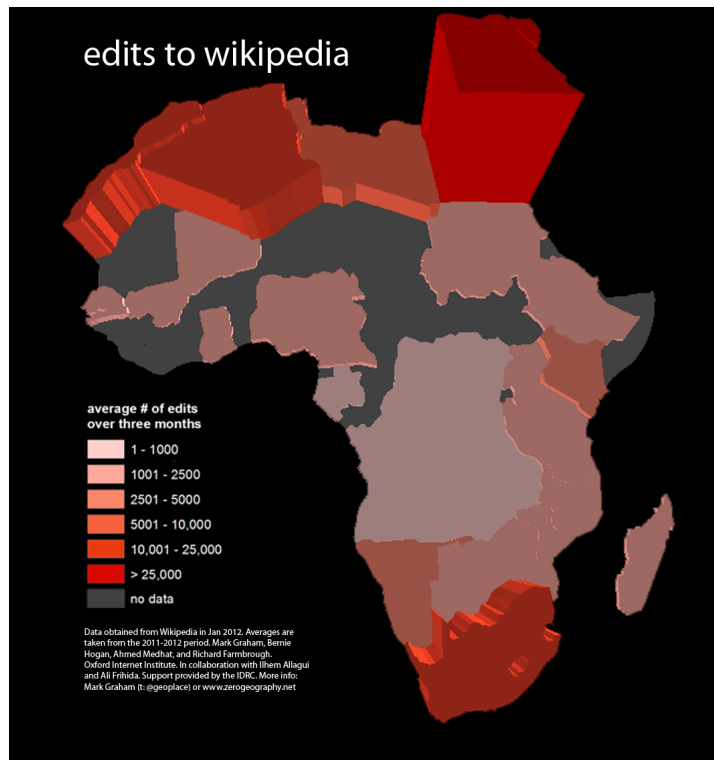 edits to wikipedia
average # of edits
over three months
1 - 1000
1001 - 2500
2501 - 5000
5001 - 10,000
10,001 - 25,000
> 25,000
no data
Data obtained from Wikipedia in Jan 2012. Averages are
taken from the 2011-2012 period. Mark Graham, Bernie
Hogan, Ahmed Medhat, and Richard Farmbrough.
Oxford Internet Institute. In collaboration with Ilhem Allagui
and Ali Frihida. Support provided by the IDRC. More info:
Mark Graham (t: @geoplace) or www.zerogeography.net